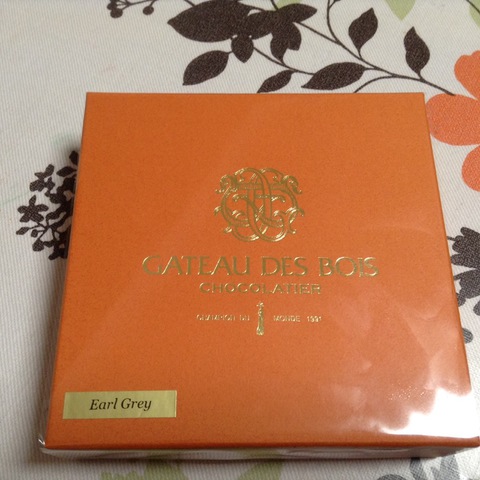 GATEAU DES BOIS
CHOCOLATIER
CHAMPION DU MONDE 1991
Earl Grey